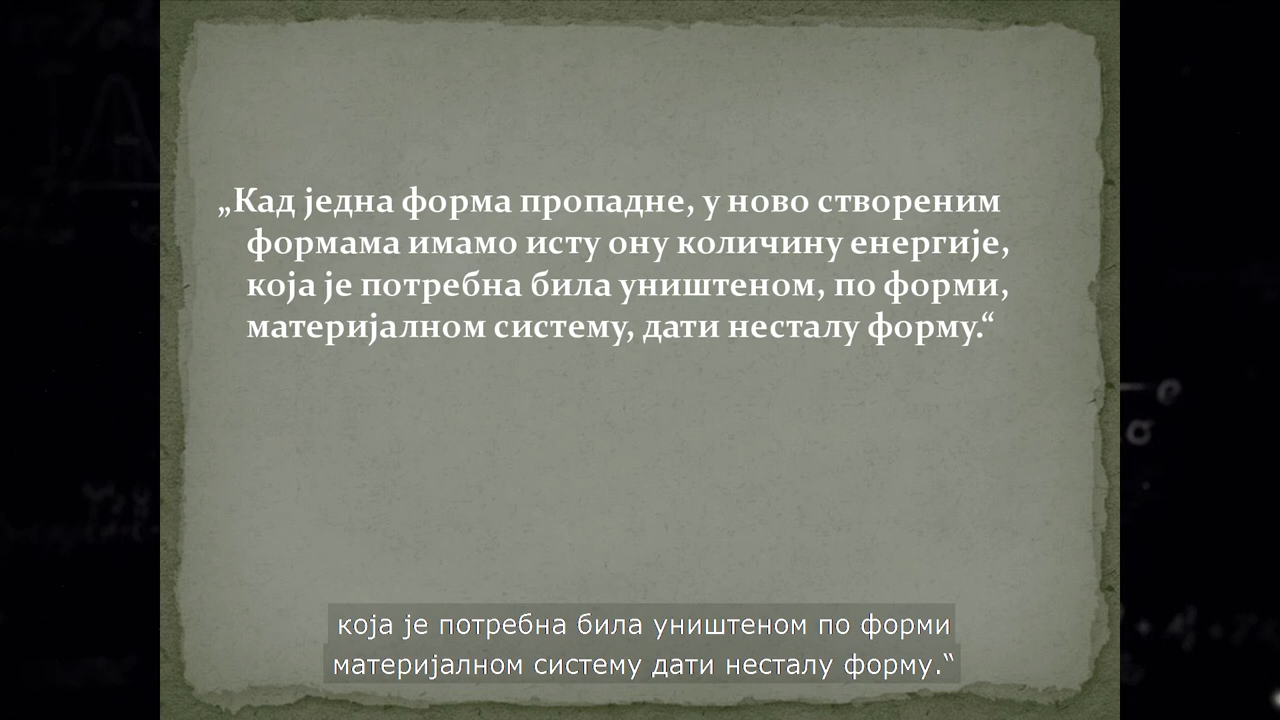 „Кад једна форма пропадне, у ново створеним
формама имамо исту ону количину енергије,
која је потребна била уништеном, по форми,
материјалном систему, дати несталу форму.“
која је потребна била уништеном по форми
материјалном систему дати несталу форму.“